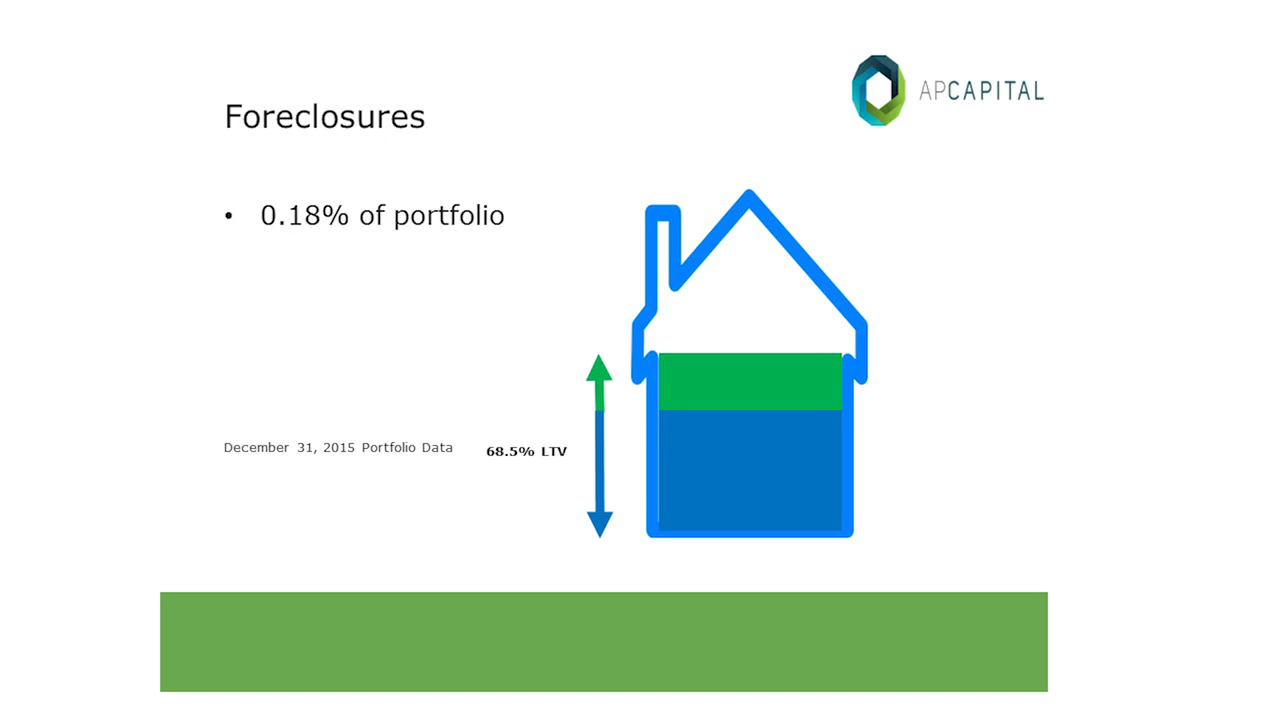 APCAPITAL
Foreclosures
• 0.18% of portfolio
December 31, 2015 Portfolio Data
68.5% LTV